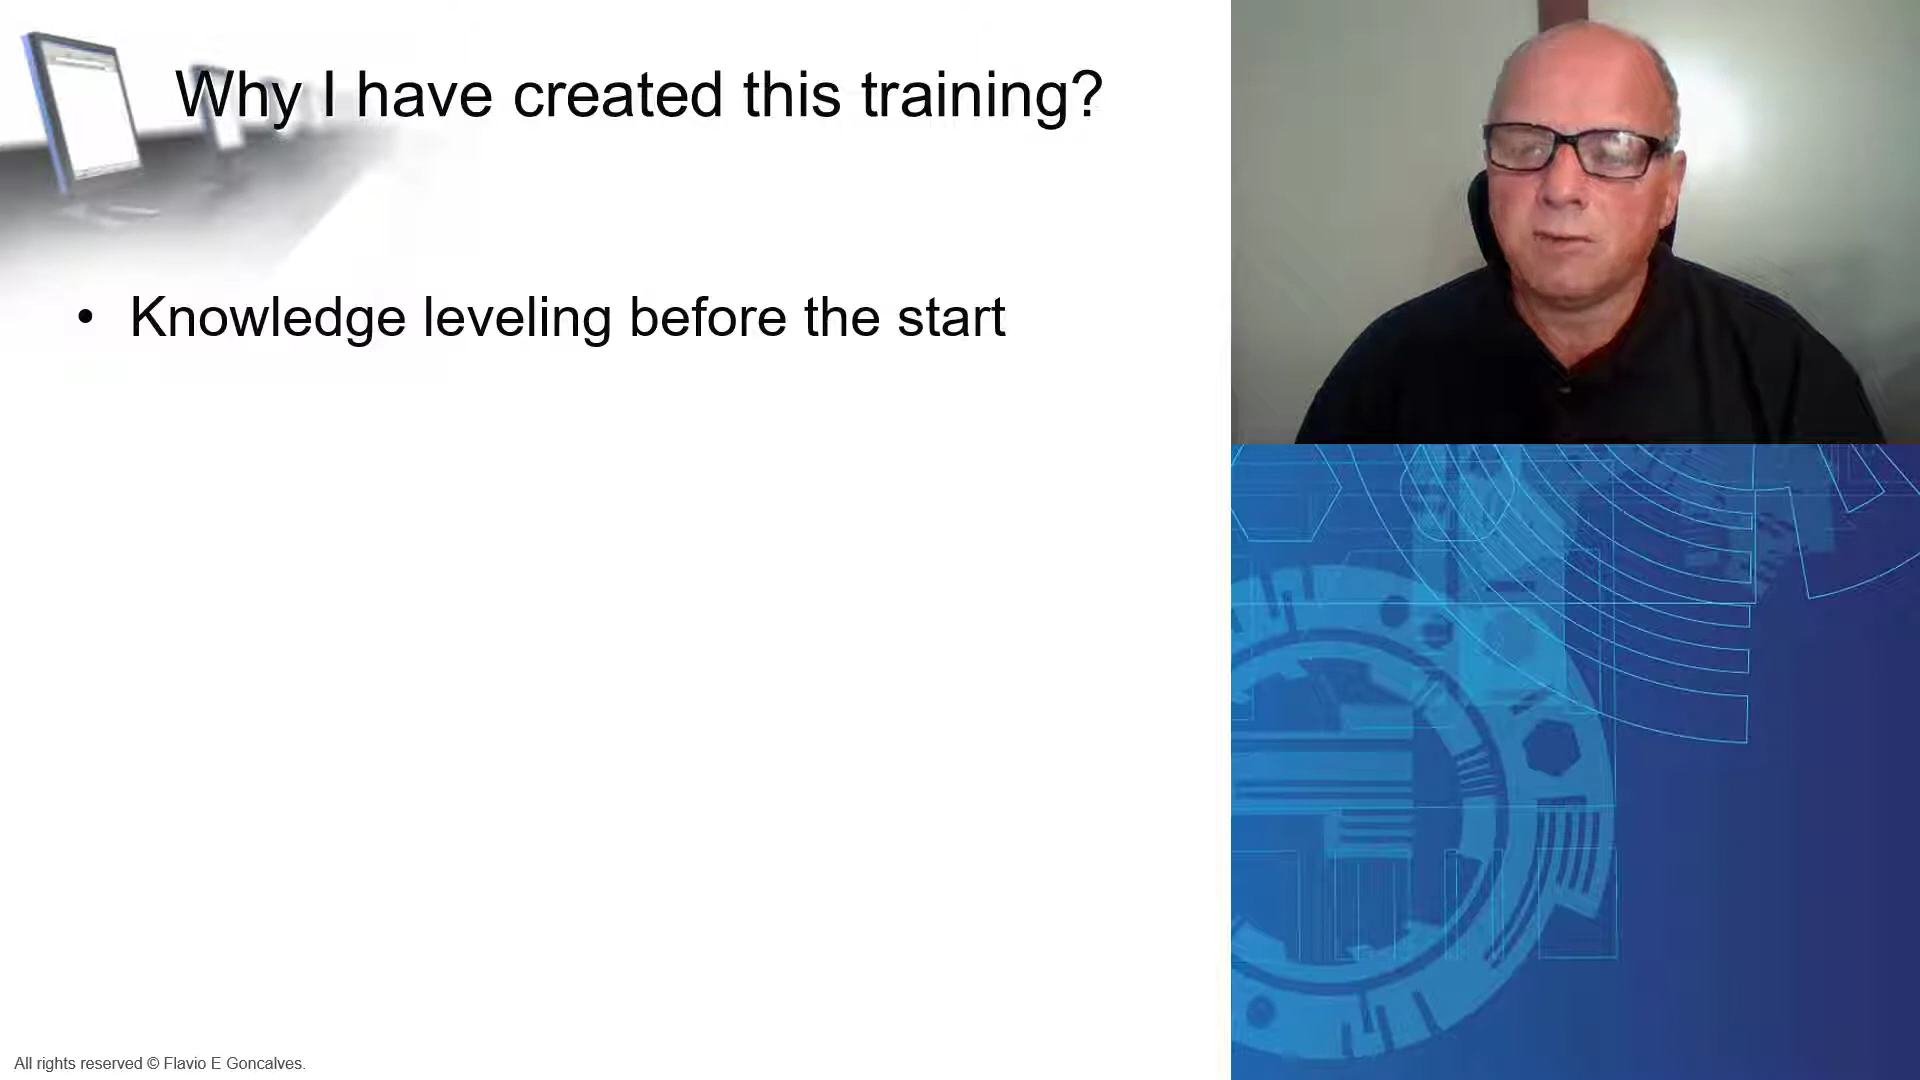 Why I have created this training?
• Knowledge leveling before the start
All rights reserved © Flavio E Goncalves.